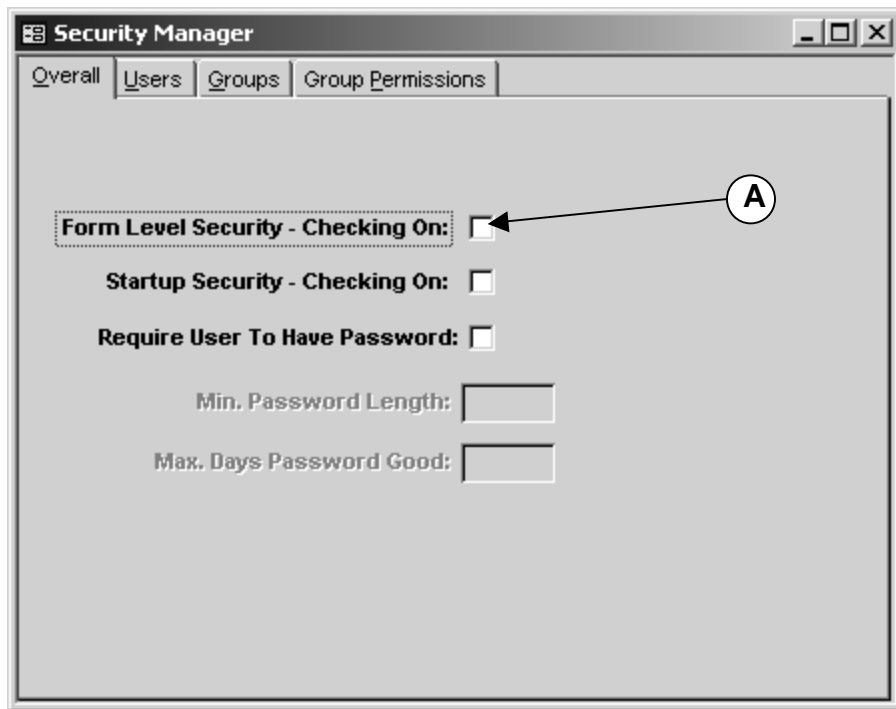 Security Manager
Overall Users Groups Group Permissions
A
Form Level Security - Checking On:
Startup Security - Checking On:
Require User To Have Password:
Min. Password Length:
Max. Days Password Good: